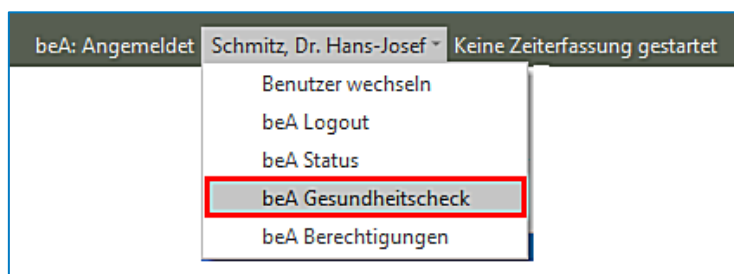 beA: Angemeldet Schmitz, Dr. Hans-Josef Keine Zeiterfassung gestartet
Benutzer wechseln
beA Logout
beA Status
beA Gesundheitscheck
beA Berechtigungen